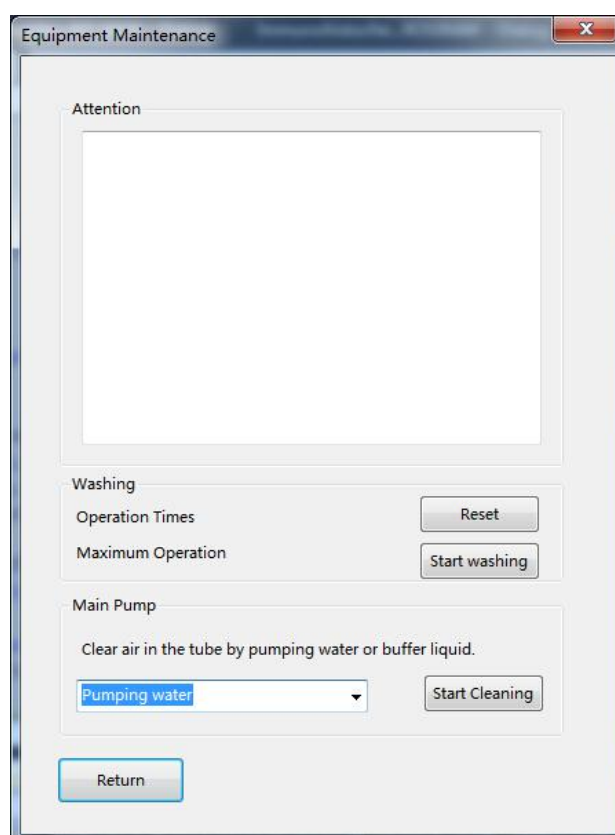 Equipment Maintenance
Attention
Washing
Operation Times
Reset
Maximum Operation
Start washing
Main Pump
Clear air in the tube by pumping water or buffer liquid.
Pumping water
Start Cleaning
Return